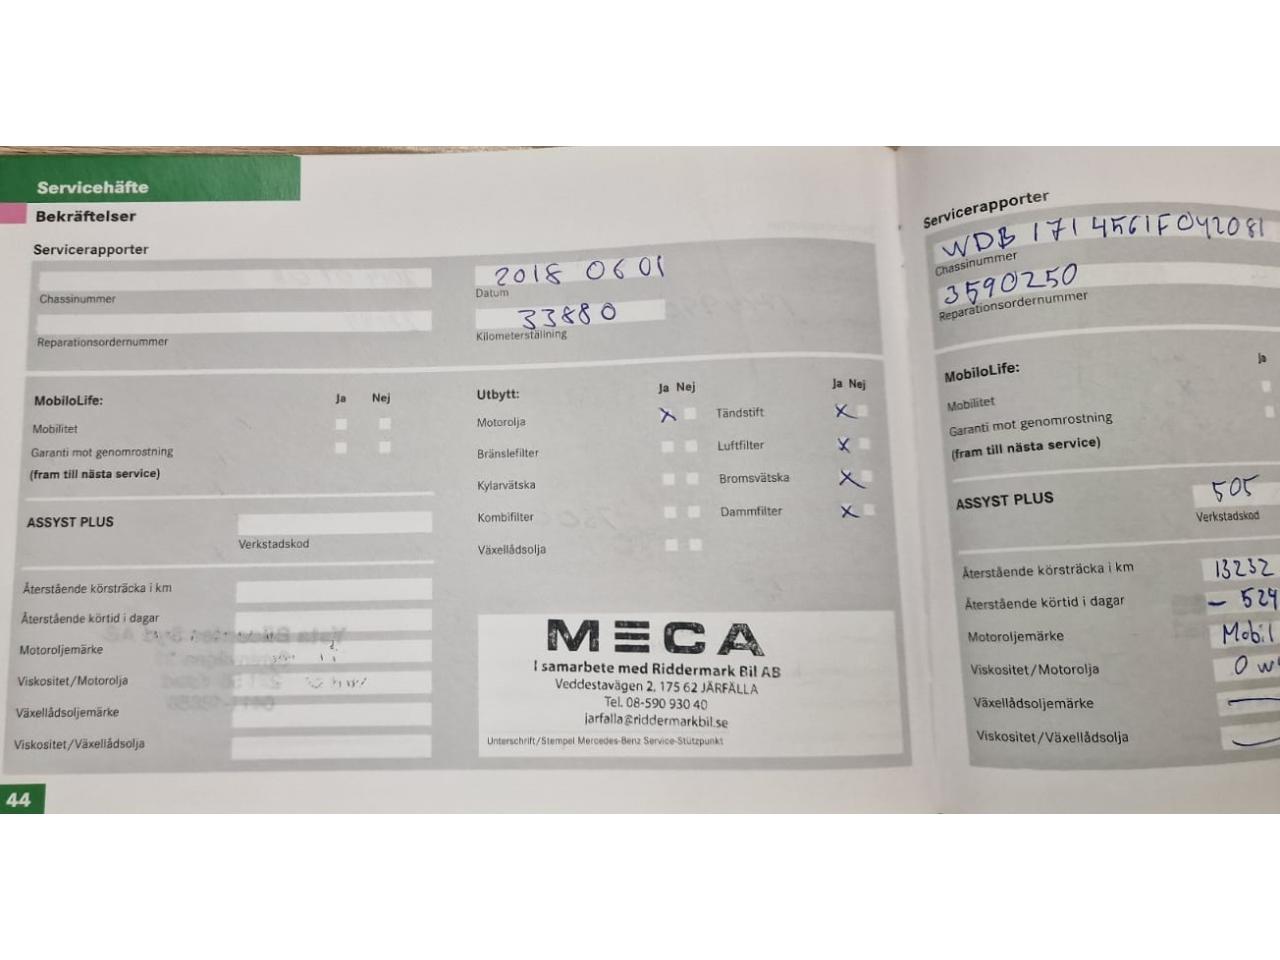 Servicehäfte
Bekräftelser
Servicerapporter
Chassinummer
Reparationsordernummer
2018 06 01
Datum
33880
Kilometerställning
MobiloLife: Ja Nej
Mobilitet
Garanti mot genomrostning
(fram till nästa service)
ASSYST PLUS
Verkstadskod
Återstående körsträcka i km
Återstående körtid i dagar
Motoroljemärke
Viskositet/Motorolja
Växellådsoljemärke
Viskositet/Växellådsolja
Utbytt: Ja Nej Ja Nej
Motorolja X Tändstift X
Bränslefilter Luftfilter X
Kylarvätska Bromsvätska X
Kombifilter Dammfilter X
Växellådsolja
MECA
I samarbete med Riddermark Bil AB
Veddestavägen 2, 175 62 JÄRFÄLLA
Tel. 08-590 930 40
jarfalla@riddermarkbil.se
Unterschrift/Stempel Mercedes-Benz Service-Stützpunkt
44
Servicerapporter
WDB 171 4561F042081
Chassinummer
3590250
Reparationsordernummer
MobiloLife: Ja
Mobilitet
Garanti mot genomrostning
(fram till nästa service)
ASSYST PLUS 505
Verkstadskod
Återstående körsträcka i km 13232
Återstående körtid i dagar - 524
Motoroljemärke Mobil
Viskositet/Motorolja 0 w
Växellådsoljemärke —
Viskositet/Växellådsolja —